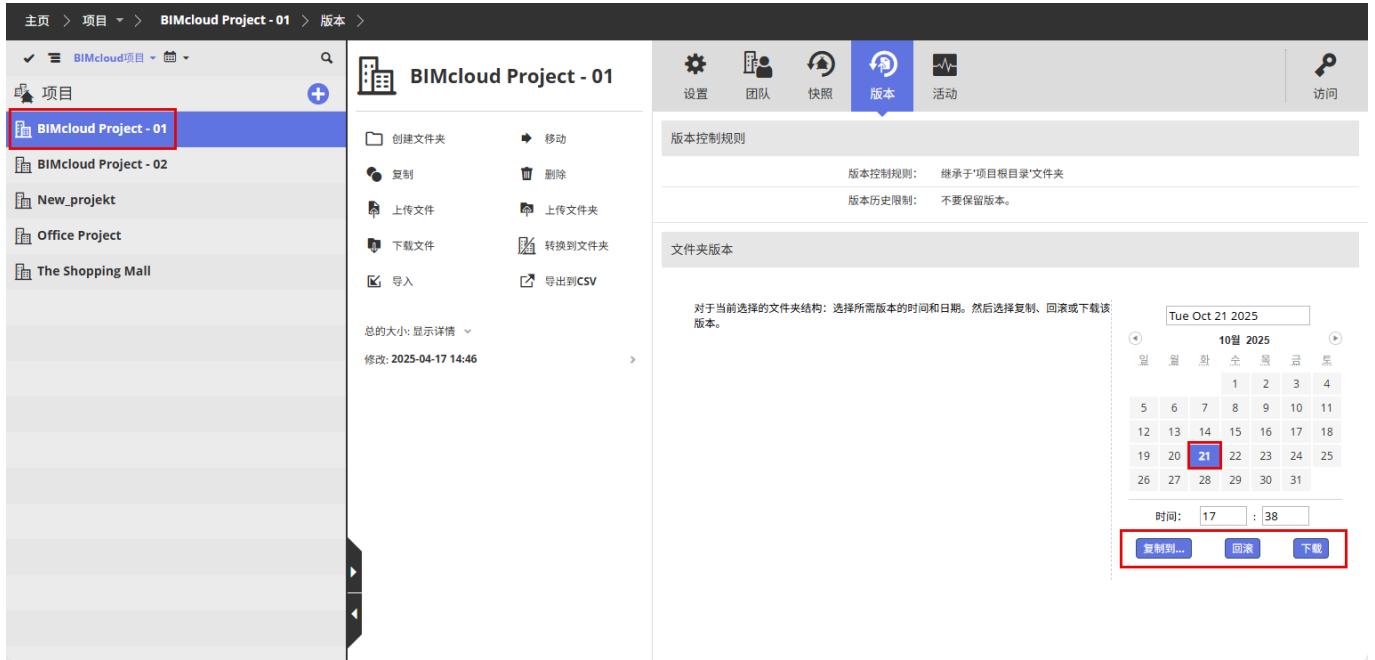 主页 > 项目 > BIMcloud Project - 01 > 版本 >
BIMcloud项目
项目
BIMcloud Project - 01
BIMcloud Project - 02
New_projekt
Office Project
The Shopping Mall
BIMcloud Project - 01
创建文件夹 移动
复制 删除
上传文件 上传文件夹
下载文件 转换到文件夹
导入 导出到CSV
总的大小: 显示详情
修改: 2025-04-17 14:46
设置 团队 快照 版本 活动 访问
版本控制规则
版本控制规则: 继承于'项目根目录'文件夹
版本历史限制: 不要保留版本。
文件夹版本
对于当前选择的文件夹结构：选择所需版本的时间和日期。然后选择复制、回滚或下载该
版本。
Tue Oct 21 2025
10월 2025
일 월 화 수 목 금 토
1 2 3 4
5 6 7 8 9 10 11
12 13 14 15 16 17 18
19 20 21 22 23 24 25
26 27 28 29 30 31
时间: 17 : 38
复制到... 回滚 下载